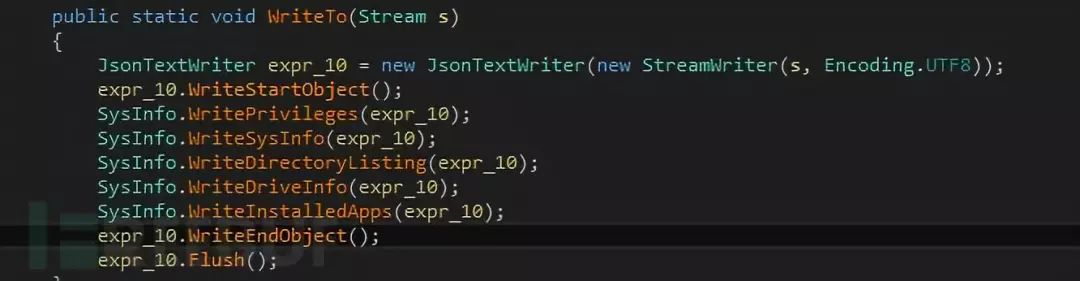 public static void WriteTo(Stream s)
{
JsonTextWriter expr_10 = new JsonTextWriter(new StreamWriter(s, Encoding.UTF8));
expr_10.WriteStartObject();
SysInfo.WritePrivileges(expr_10);
SysInfo.WriteSysInfo(expr_10);
SysInfo.WriteDirectoryListing(expr_10);
SysInfo.WriteDriveInfo(expr_10);
SysInfo.WriteInstalledApps(expr_10);
expr_10.WriteEndObject();
expr_10.Flush();